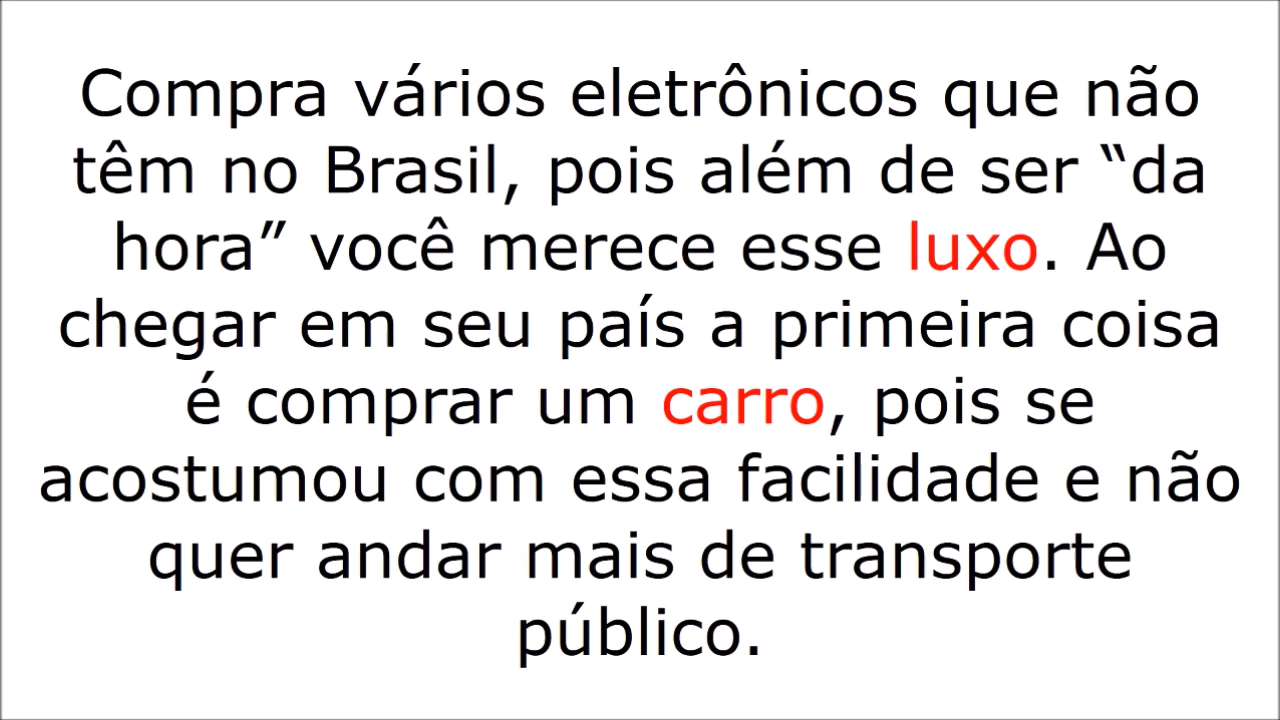 Compra vários eletrônicos que não
têm no Brasil, pois além de ser “da
hora” você merece esse luxo. Ao
chegar em seu país a primeira coisa
é comprar um carro, pois se
acostumou com essa facilidade e não
quer andar mais de transporte
público.